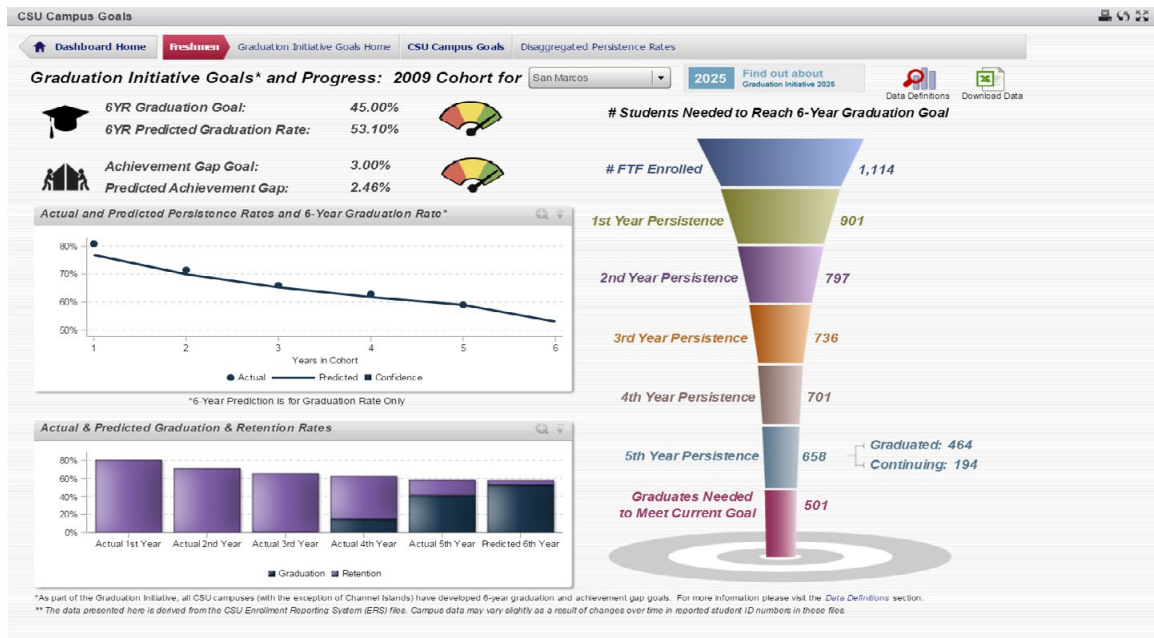 CSU Campus Goals
Dashboard Home
Freshmen
Graduation Initiative Goals Home
CSU Campus Goals
Disaggregated Persistence Rates
Graduation Initiative Goals* and Progress: 2009 Cohort for
San Marcos
2025
Find out about
Graduation Initiative 2025
Data Definitions
Download Data
6YR Graduation Goal: 45.00%
6YR Predicted Graduation Rate: 53.10%
Achievement Gap Goal: 3.00%
Predicted Achievement Gap: 2.46%
Actual and Predicted Persistence Rates and 6-Year Graduation Rate*
80%
70%
60%
50%
1 2 3 4 5 6
Years in Cohort
Actual Predicted Confidence
*6-Year Prediction is for Graduation Rate Only
Actual & Predicted Graduation & Retention Rates
80%
60%
40%
20%
0%
Actual 1st Year Actual 2nd Year Actual 3rd Year Actual 4th Year Actual 5th Year Predicted 6th Year
Graduation Retention
# Students Needed to Reach 6-Year Graduation Goal
# FTF Enrolled 1,114
1st Year Persistence 901
2nd Year Persistence 797
3rd Year Persistence 736
4th Year Persistence 701
5th Year Persistence 658
Graduated: 464
Continuing: 194
Graduates Needed
to Meet Current Goal
501
*As part of the Graduation Initiative, all CSU campuses (with the exception of Channel Islands) have developed 6-year graduation and achievement gap goals. For more information please visit the Data Definitions section.
** The data presented here is derived from the CSU Enrollment Reporting System (ERS) files. Campus data may vary slightly as a result of changes over time in reported student ID numbers in these files.